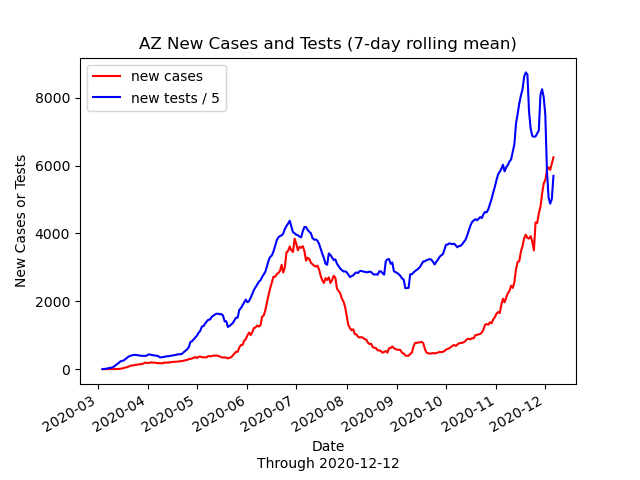 AZ New Cases and Tests (7-day rolling mean)
new cases
new tests / 5
New Cases or Tests
8000
6000
4000
2000
0
2020-03
2020-04
2020-05
2020-06
2020-07
2020-08
2020-09
2020-10
2020-11
2020-12
Date
Through 2020-12-12